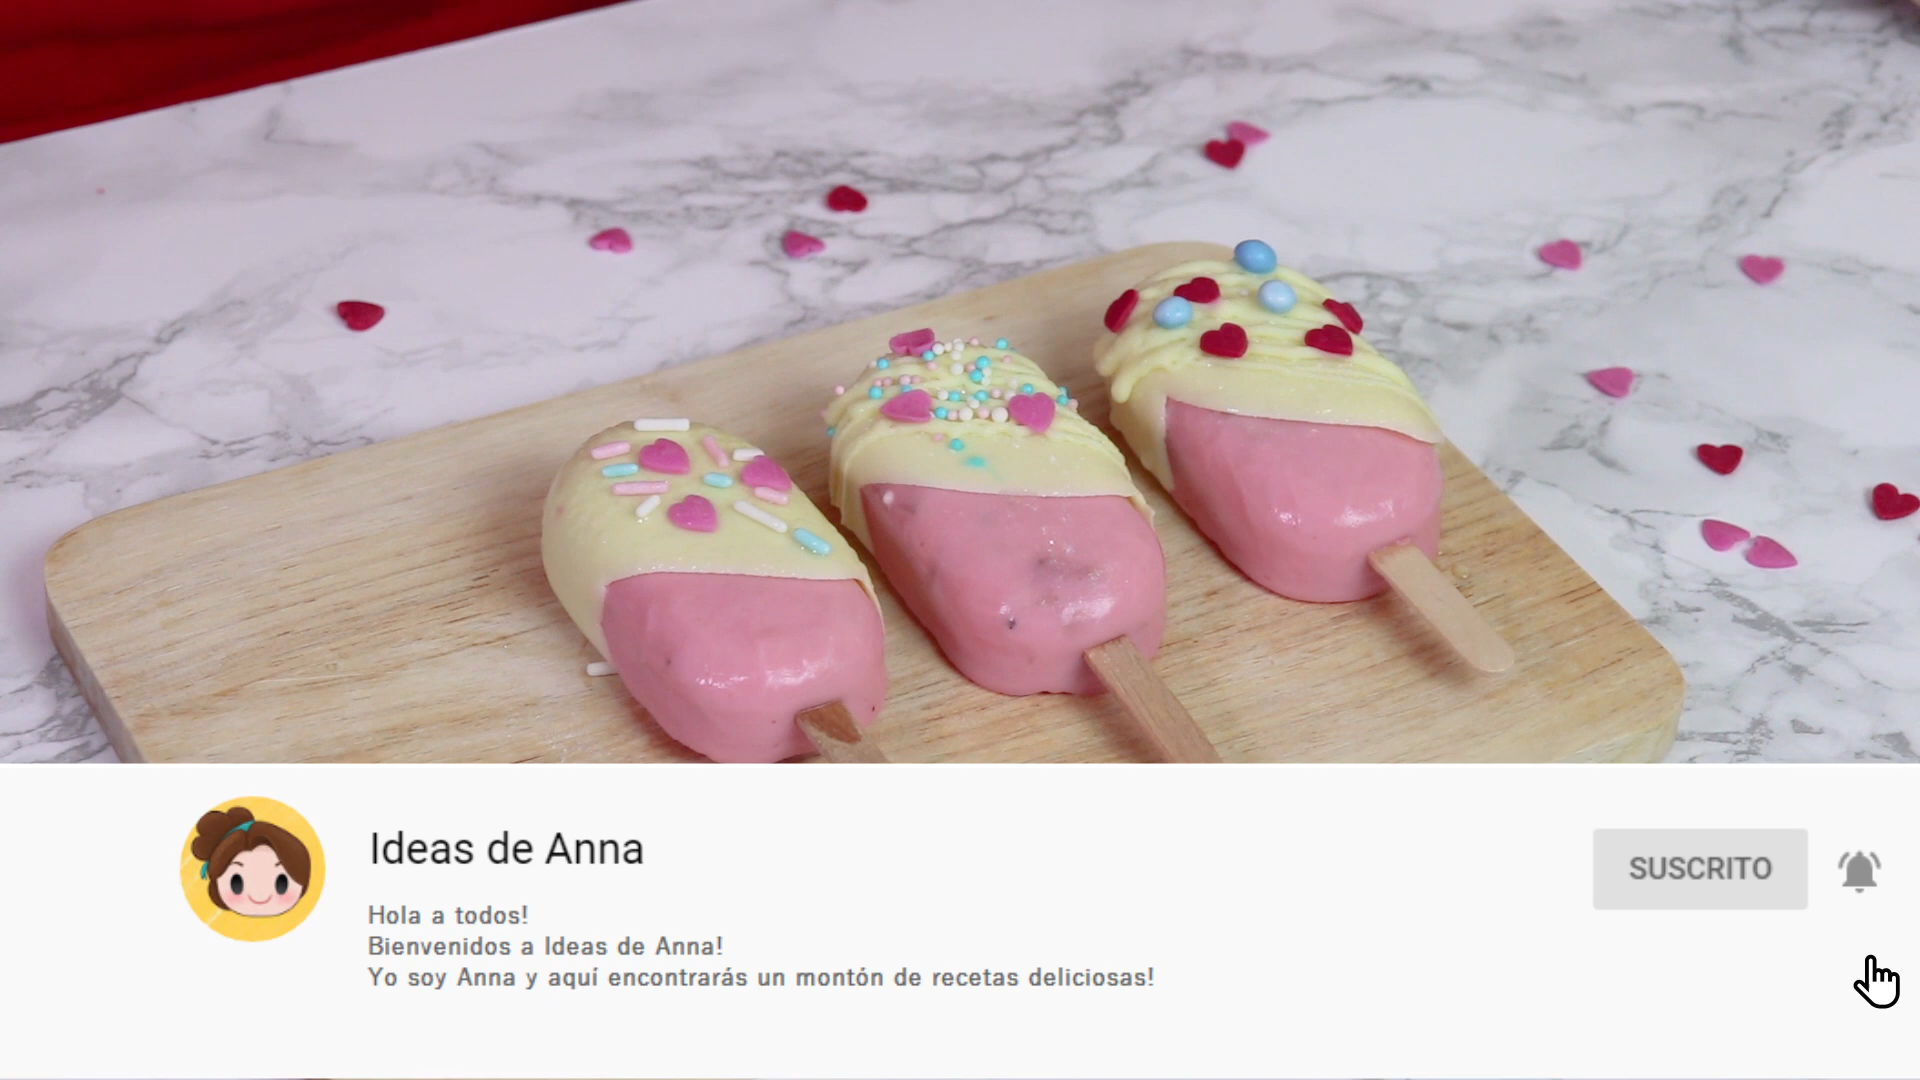 Ideas de Anna
SUSCRITO
Hola a todos!
Bienvenidos a Ideas de Anna!
Yo soy Anna y aquí encontrarás un montón de recetas deliciosas!